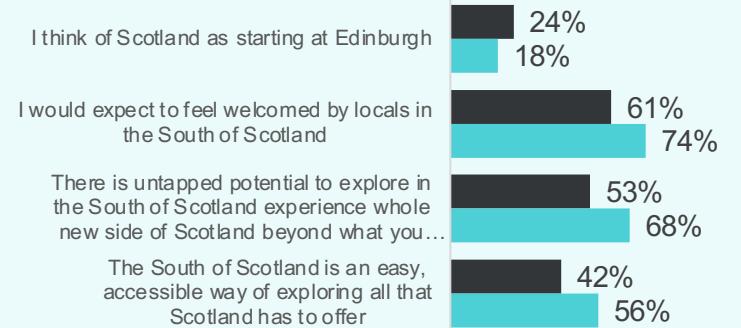 I think of Scotland as starting at Edinburgh
24%
18%
I would expect to feel welcomed by locals in
the South of Scotland
61%
74%
There is untapped potential to explore in
the South of Scotland experience whole
new side of Scotland beyond what you…
53%
68%
The South of Scotland is an easy,
accessible way of exploring all that
Scotland has to offer
42%
56%